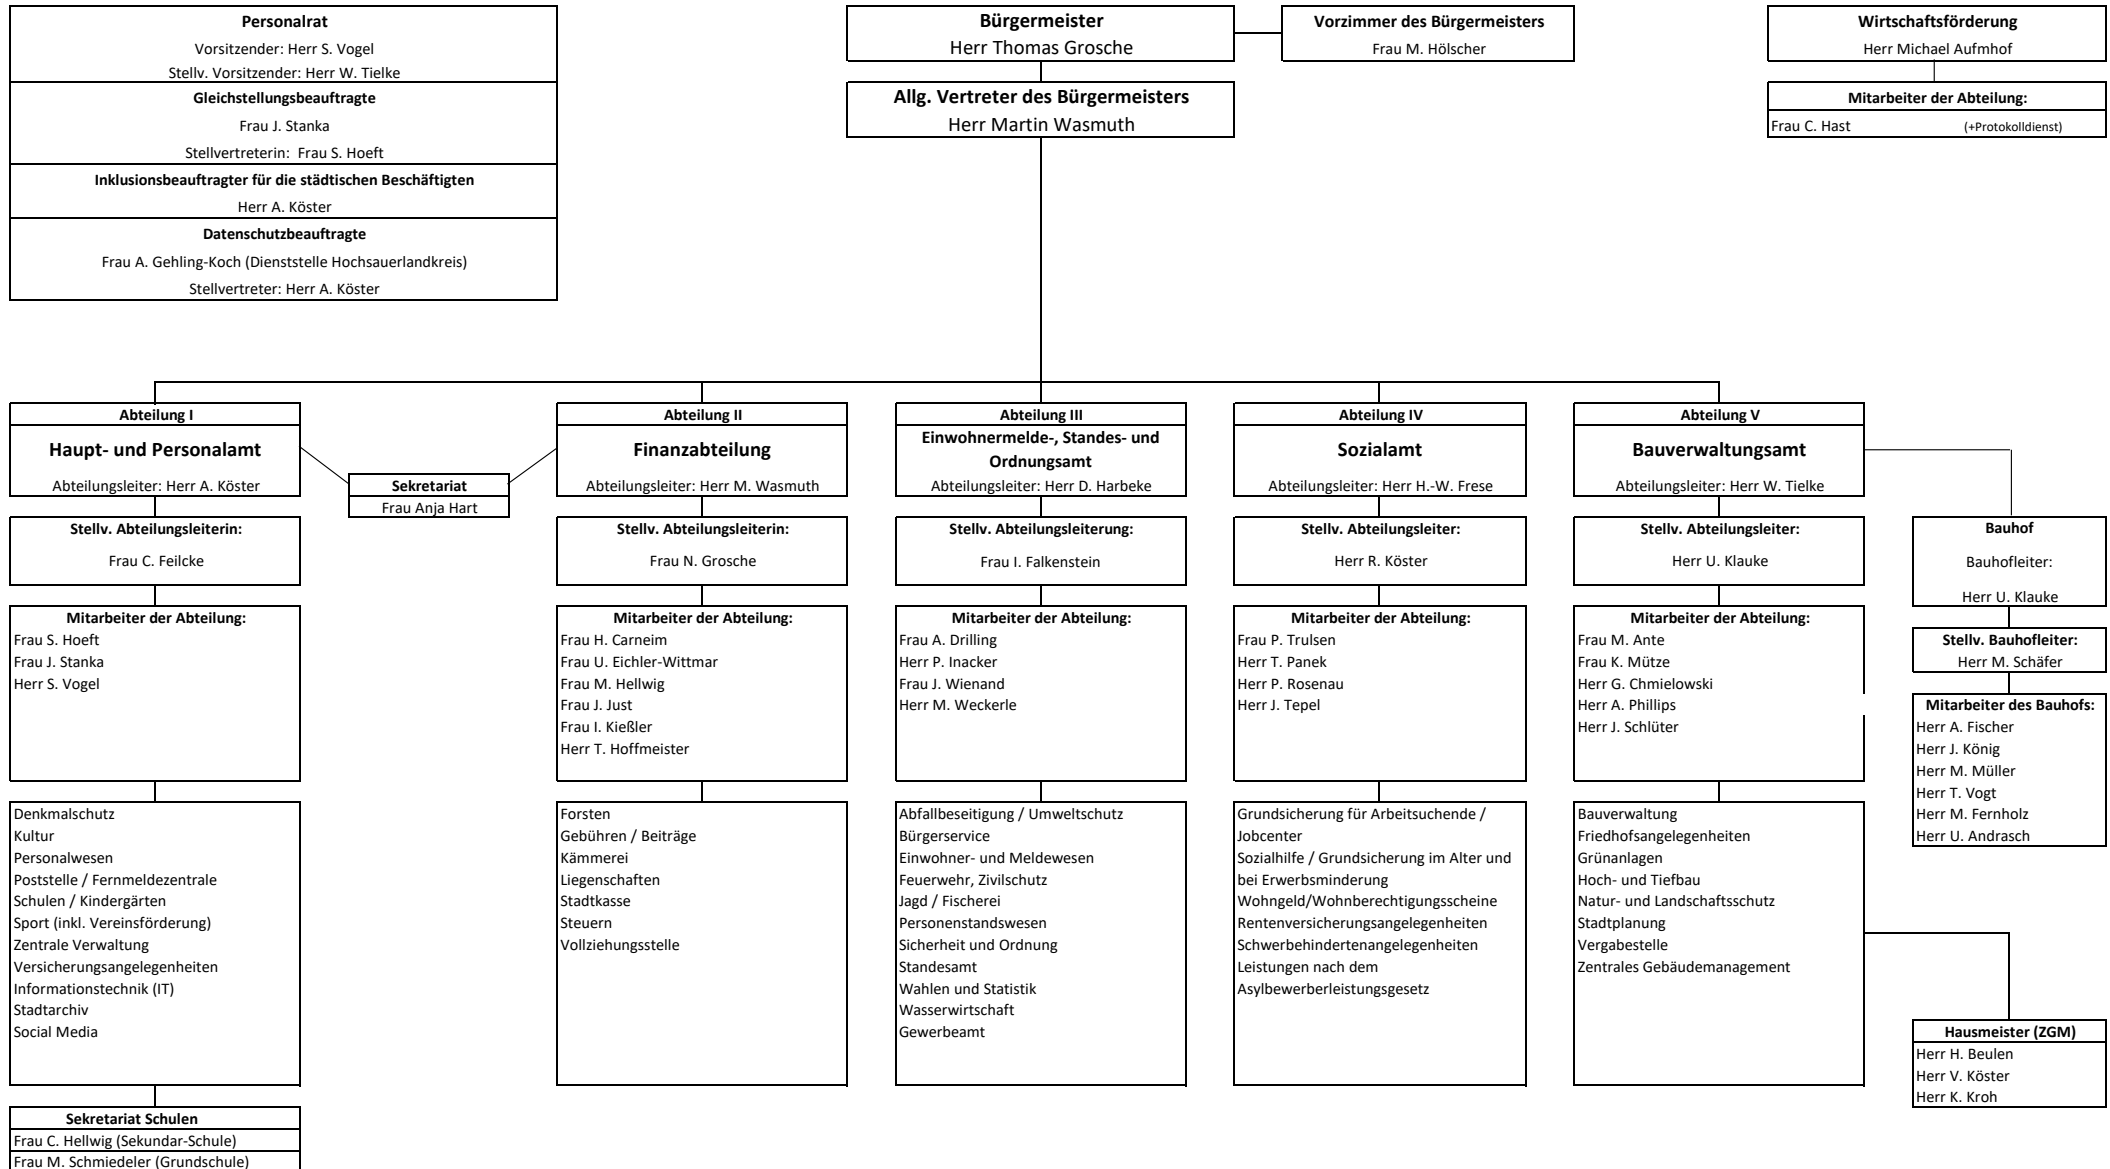 Personalrat
Vorsitzender: Herr S. Vogel
Stellv. Vorsitzender: Herr W. Tielke
Gleichstellungsbeauftragte
Frau J. Stanka
Stellvertreterin: Frau S. Hoeft
Inklusionsbeauftragter für die städtischen Beschäftigten
Herr A. Köster
Datenschutzbeauftragte
Frau A. Gehling-Koch (Dienststelle Hochsauerlandkreis)
Stellvertreter: Herr A. Köster
Bürgermeister
Herr Thomas Grosche
Allg. Vertreter des Bürgermeisters
Herr Martin Wasmuth
Vorzimmer des Bürgermeisters
Frau M. Hölscher
Wirtschaftsförderung
Herr Michael Aufmhof
Mitarbeiter der Abteilung:
Frau C. Hast (+Protokolldienst)
Abteilung I
Haupt- und Personalamt
Abteilungsleiter: Herr A. Köster
Stellv. Abteilungsleiterin:
Frau C. Feilcke
Mitarbeiter der Abteilung:
Frau S. Hoeft
Frau J. Stanka
Herr S. Vogel
Denkmalschutz
Kultur
Personalwesen
Poststelle / Fernmeldezentrale
Schulen / Kindergärten
Sport (inkl. Vereinsförderung)
Zentrale Verwaltung
Versicherungsangelegenheiten
Informationstechnik (IT)
Stadtarchiv
Social Media
Sekretariat Schulen
Frau C. Hellwig (Sekundar-Schule)
Frau M. Schmiedeler (Grundschule)
Sekretariat
Frau Anja Hart
Abteilung II
Finanzabteilung
Abteilungsleiter: Herr M. Wasmuth
Stellv. Abteilungsleiterin:
Frau N. Grosche
Mitarbeiter der Abteilung:
Frau H. Carneim
Frau U. Eichler-Wittmar
Frau M. Hellwig
Frau J. Just
Frau I. Kießler
Herr T. Hoffmeister
Forsten
Gebühren / Beiträge
Kämmerei
Liegenschaften
Stadtkasse
Steuern
Vollziehungsstelle
Abteilung III
Einwohnermelde-, Standes- und
Ordnungsamt
Abteilungsleiter: Herr D. Harbeke
Stellv. Abteilungsleiterung:
Frau I. Falkenstein
Mitarbeiter der Abteilung:
Frau A. Drilling
Herr P. Inacker
Frau J. Wienand
Herr M. Weckerle
Abfallbeseitigung / Umweltschutz
Bürgerservice
Einwohner- und Meldewesen
Feuerwehr, Zivilschutz
Jagd / Fischerei
Personenstandswesen
Sicherheit und Ordnung
Standesamt
Wahlen und Statistik
Wasserwirtschaft
Gewerbeamt
Abteilung IV
Sozialamt
Abteilungsleiter: Herr H.-W. Frese
Stellv. Abteilungsleiter:
Herr R. Köster
Mitarbeiter der Abteilung:
Frau P. Trulsen
Herr T. Panek
Herr P. Rosenau
Herr J. Tepel
Grundsicherung für Arbeitsuchende /
Jobcenter
Sozialhilfe / Grundsicherung im Alter und
bei Erwerbsminderung
Wohngeld/Wohnberechtigungsscheine
Rentenversicherungsangelegenheiten
Schwerbehindertenangelegenheiten
Leistungen nach dem
Asylbewerberleistungsgesetz
Abteilung V
Bauverwaltungsamt
Abteilungsleiter: Herr W. Tielke
Stellv. Abteilungsleiter:
Herr U. Klauke
Mitarbeiter der Abteilung:
Frau M. Ante
Frau K. Mütze
Herr G. Chmielowski
Herr A. Phillips
Herr J. Schlüter
Bauverwaltung
Friedhofsangelegenheiten
Grünanlagen
Hoch- und Tiefbau
Natur- und Landschaftsschutz
Stadtplanung
Vergabestelle
Zentrales Gebäudemanagement
Bauhof
Bauhofleiter:
Herr U. Klauke
Stellv. Bauhofleiter:
Herr M. Schäfer
Mitarbeiter des Bauhofs:
Herr A. Fischer
Herr J. König
Herr M. Müller
Herr T. Vogt
Herr M. Fernholz
Herr U. Andrasch
Hausmeister (ZGM)
Herr H. Beulen
Herr V. Köster
Herr K. Kroh